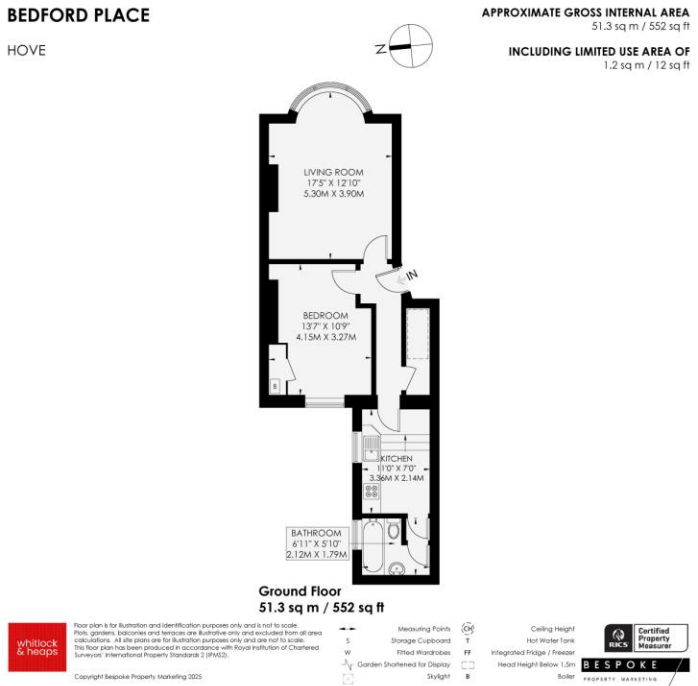 BEDFORD PLACE
HOVE
APPROXIMATE GROSS INTERNAL AREA
51.3 sq m / 552 sq ft
INCLUDING LIMITED USE AREA OF
1.2 sq m / 12 sq ft
N
LIVING ROOM
17'5" X 12'10"
5.30M X 3.90M
IN
BEDROOM
13'7" X 10'9"
4.15M X 3.27M
KITCHEN
11'0" X 7'0"
3.36M X 2.14M
BATHROOM
6'11" X 5'10"
2.12M X 1.79M
Ground Floor
51.3 sq m / 552 sq ft
whitlock
& heaps
Floor plan is for illustration and identification purposes only and is not to scale.
Plots, gardens, balconies and terraces are illustrative only and excluded from all area
calculations. All site plans are for illustration purposes only and are not to scale.
This floor plan has been produced in accordance with Royal Institution of Chartered
Surveyors' International Property Standards 2 (IPMS2).
Copyright Bespoke Property Marketing 2025
Measuring Points
S Storage Cupboard
W Fitted Wardrobes
Garden Shortened for Display
Skylight
CH Ceiling Height
T Hot Water Tank
FF Integrated Fridge / Freezer
Head Height Below 1.5m
B Boiler
RICS
Certified
Property
Measurer
BESPOKE
PROPERTY MARKETING